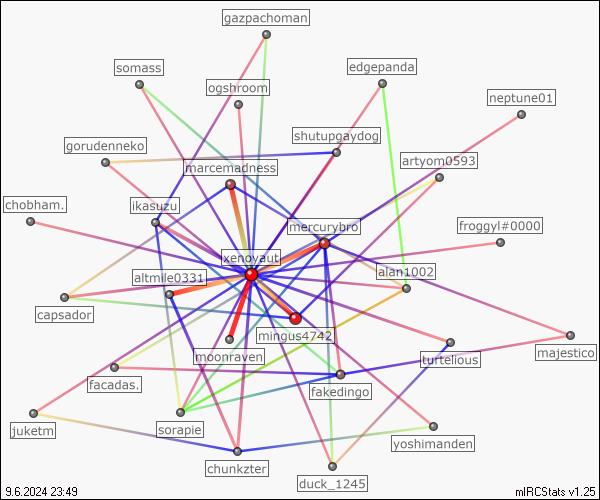 gazpachoman
somass
edgepanda
ogshroom
neptune01
shutupgaydog
gorudenneko
artyom0593
marcemadness
chobham.
ikasuzu
mercurybro
froggyl#0000
xenovaut
altmile0331
alan1002
capsador
mingus4742
moonraven
turtelious
majestico
facadas.
fakedingo
juketm
sorapie
yoshimanden
chunkzter
duck_1245
9.6.2024 23:49
mIRCStats v1.25